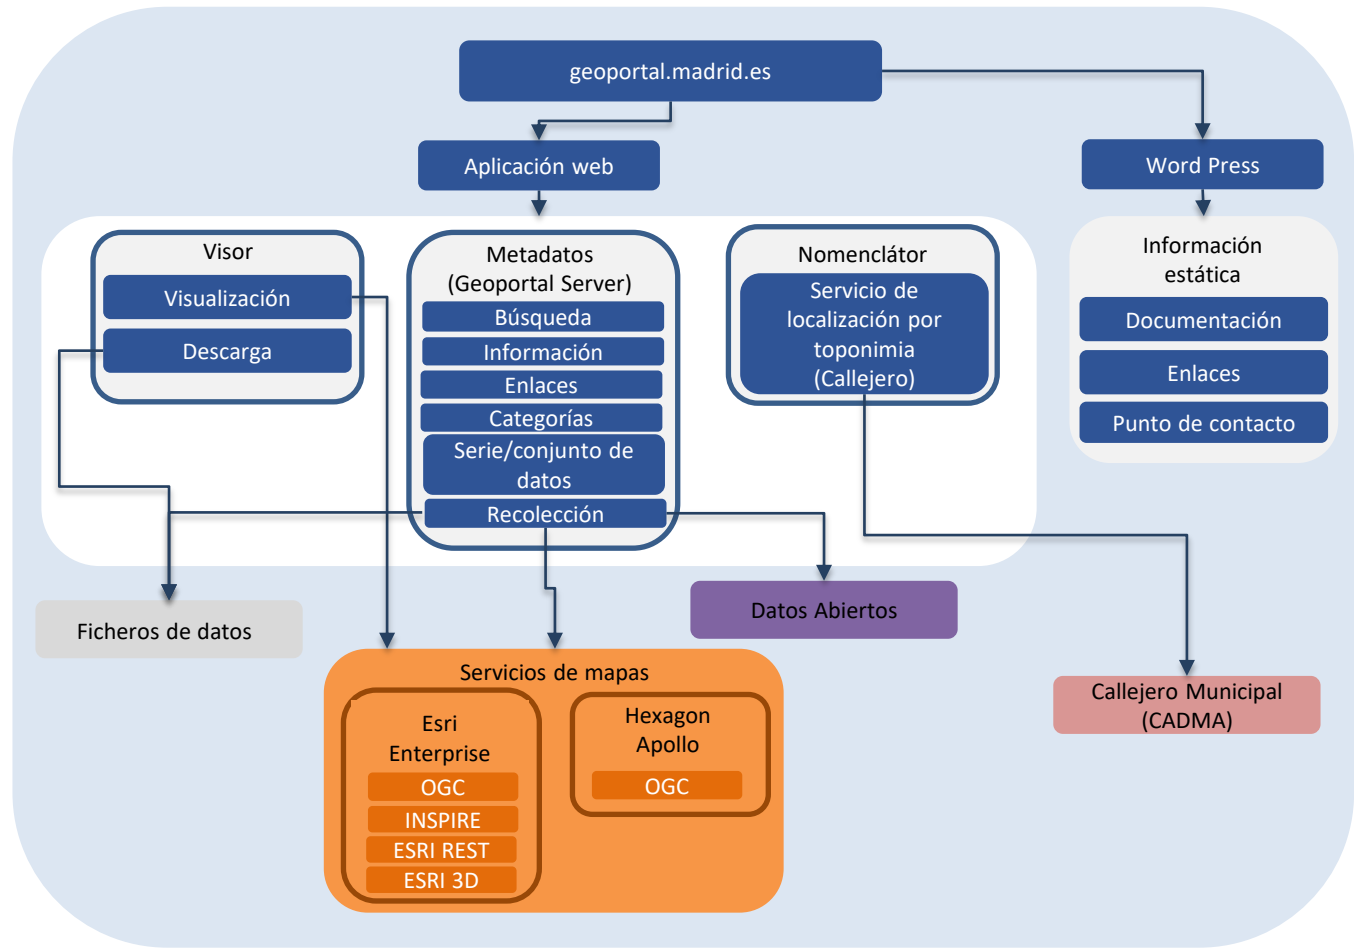 geoportal.madrid.es
Aplicación web
Word Press
Visor
Visualización
Descarga
Metadatos
(Geoportal Server)
Búsqueda
Información
Enlaces
Categorías
Serie/conjunto de
datos
Recolección
Nomenclátor
Servicio de
localización por
toponimia
(Callejero)
Información
estática
Documentación
Enlaces
Punto de contacto
Ficheros de datos
Datos Abiertos
Servicios de mapas
Esri
Enterprise
OGC
INSPIRE
ESRI REST
ESRI 3D
Hexagon
Apollo
OGC
Callejero Municipal
(CADMA)